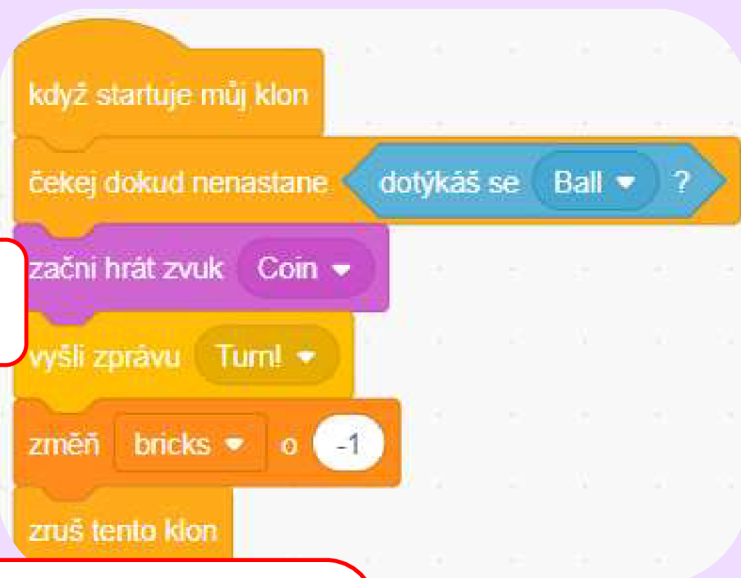 když startuje můj klon
čekej dokud nenastane dotýkáš se Ball ?
začni hrát zvuk Coin
vyšli zprávu Turn!
změň bricks o -1
zruš tento klon